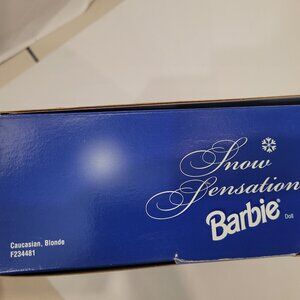 Snow
Sensation
Barbie® Doll
Caucasian, Blonde
F234481